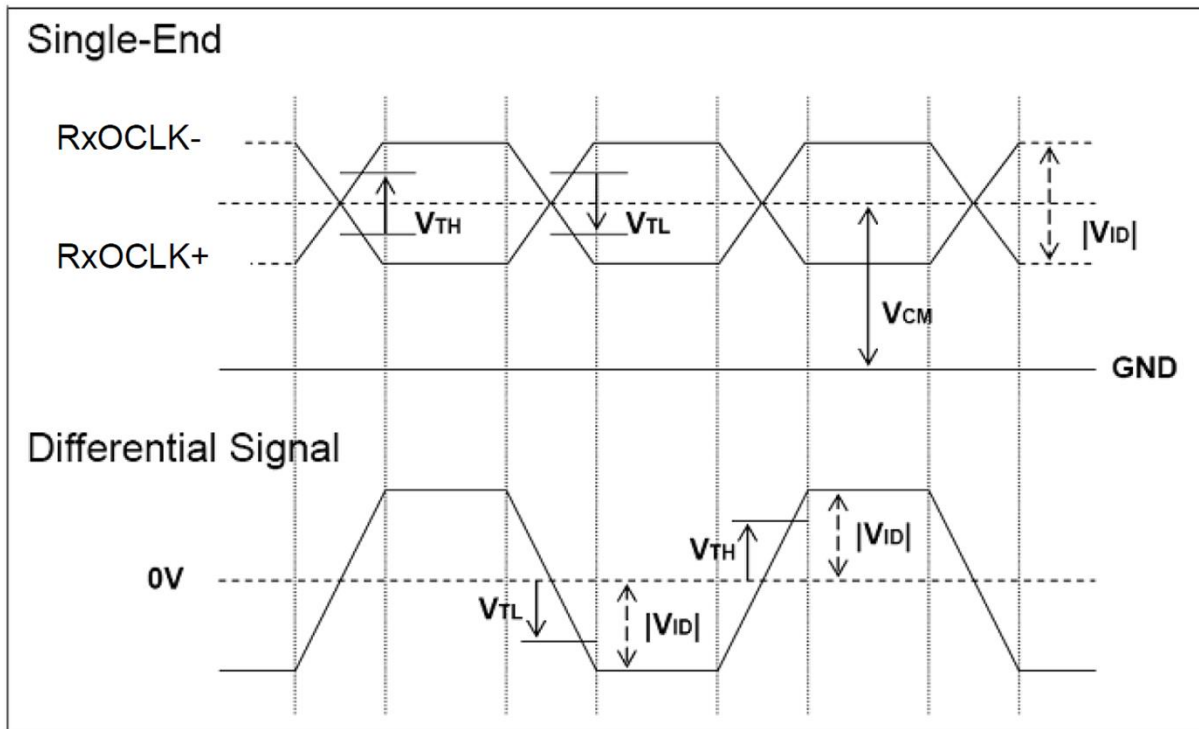 Single-End
RxOCLK-
VTH
VTL
|VID|
RxOCLK+
VCM
GND
Differential Signal
|VID|
VTH
0V
VTL
|VID|